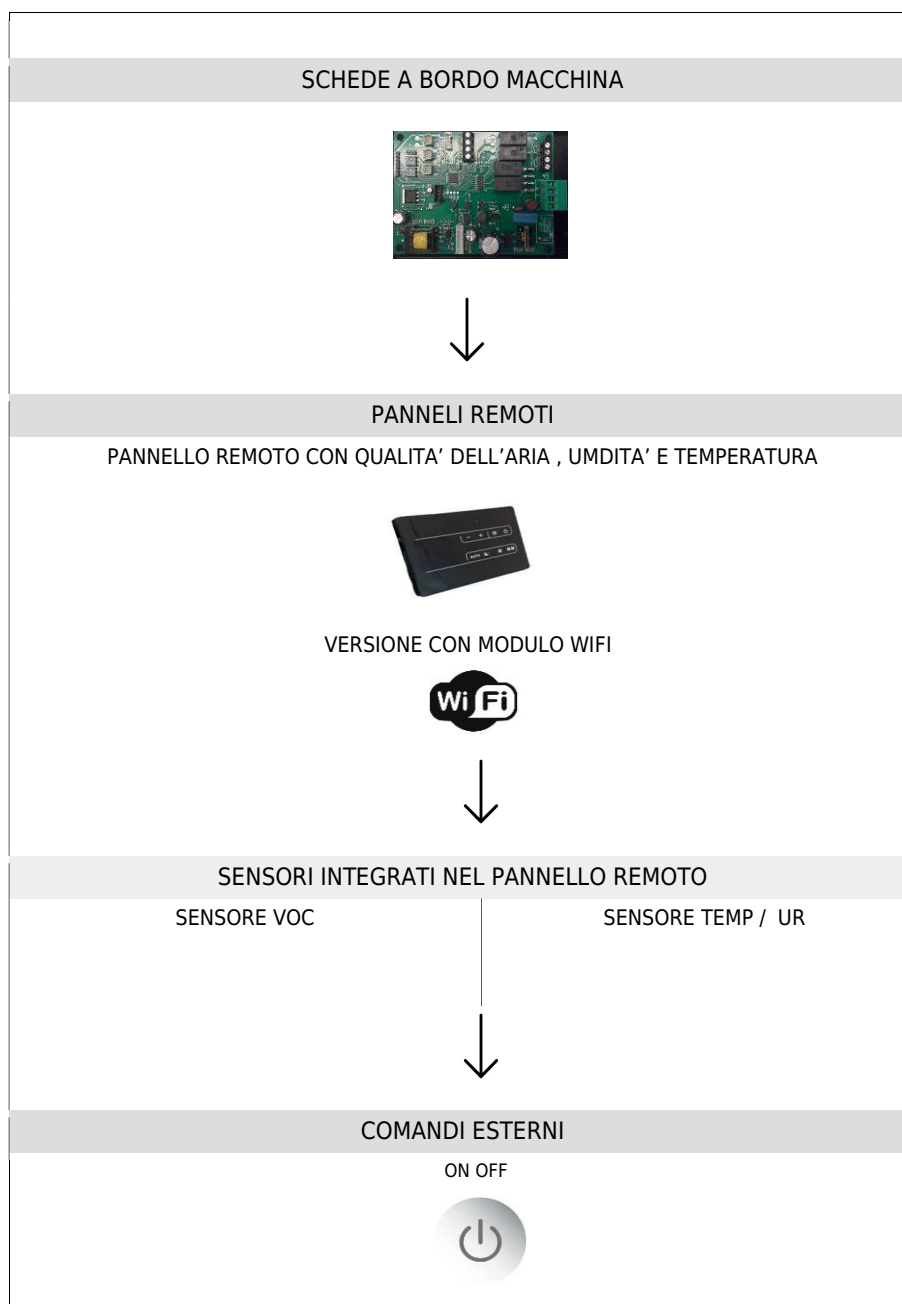 SCHEDE A BORDO MACCHINA
PANNELI REMOTI
PANNELLO REMOTO CON QUALITA’ DELL’ARIA , UMDITA’ E TEMPERATURA
AUTO
VERSIONE CON MODULO WIFI
Wi Fi
SENSORI INTEGRATI NEL PANNELLO REMOTO
SENSORE VOC
SENSORE TEMP / UR
COMANDI ESTERNI
ON OFF